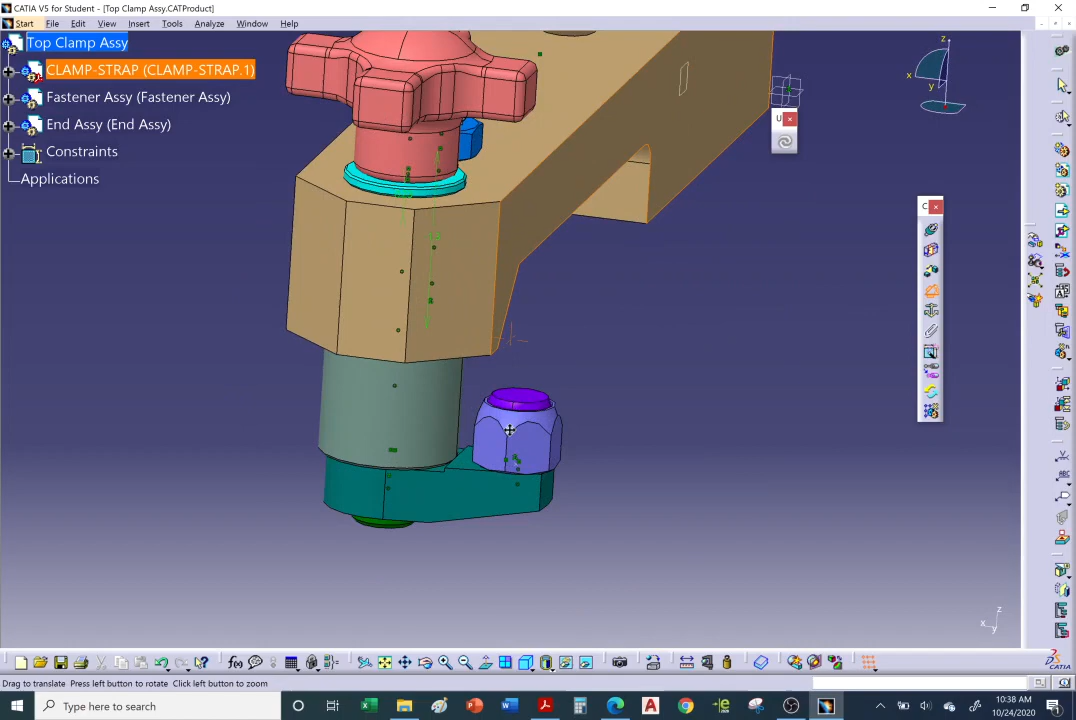 CATIA V5 for Student - [Top Clamp Assy.CATProduct]
Start File Edit View Insert Tools Analyze Window Help
Top Clamp Assy
CLAMP-STRAP (CLAMP-STRAP.1)
Fastener Assy (Fastener Assy)
End Assy (End Assy)
Constraints
Applications
z
x
y
U
C
z
x
y
f(x)
CATIA
Drag to translate Press left button to rotate Click left button to zoom
Type here to search
10:38 AM
10/24/2020